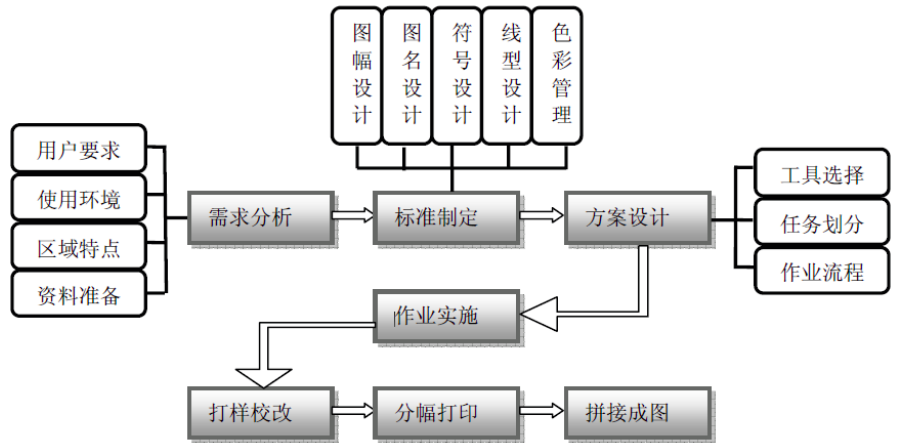 图幅设计
图名设计
符号设计
线型设计
色彩管理
用户要求
使用环境
区域特点
资料准备
需求分析
标准制定
方案设计
工具选择
任务划分
作业流程
作业实施
打样校改
分幅打印
拼接成图